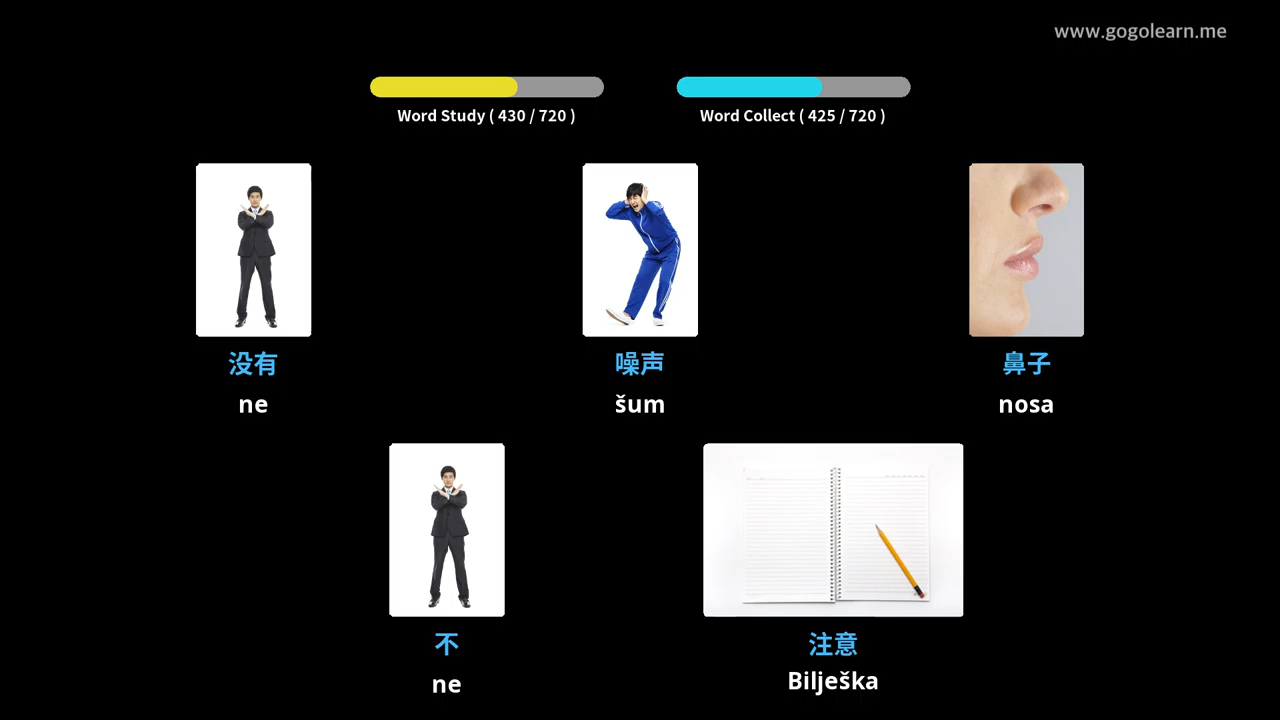 www.gogolearn.me
Word Study ( 430 / 720 )
Word Collect ( 425 / 720 )
没有
噪声
鼻子
ne
šum
nosa
不
注意
ne
Bilješka